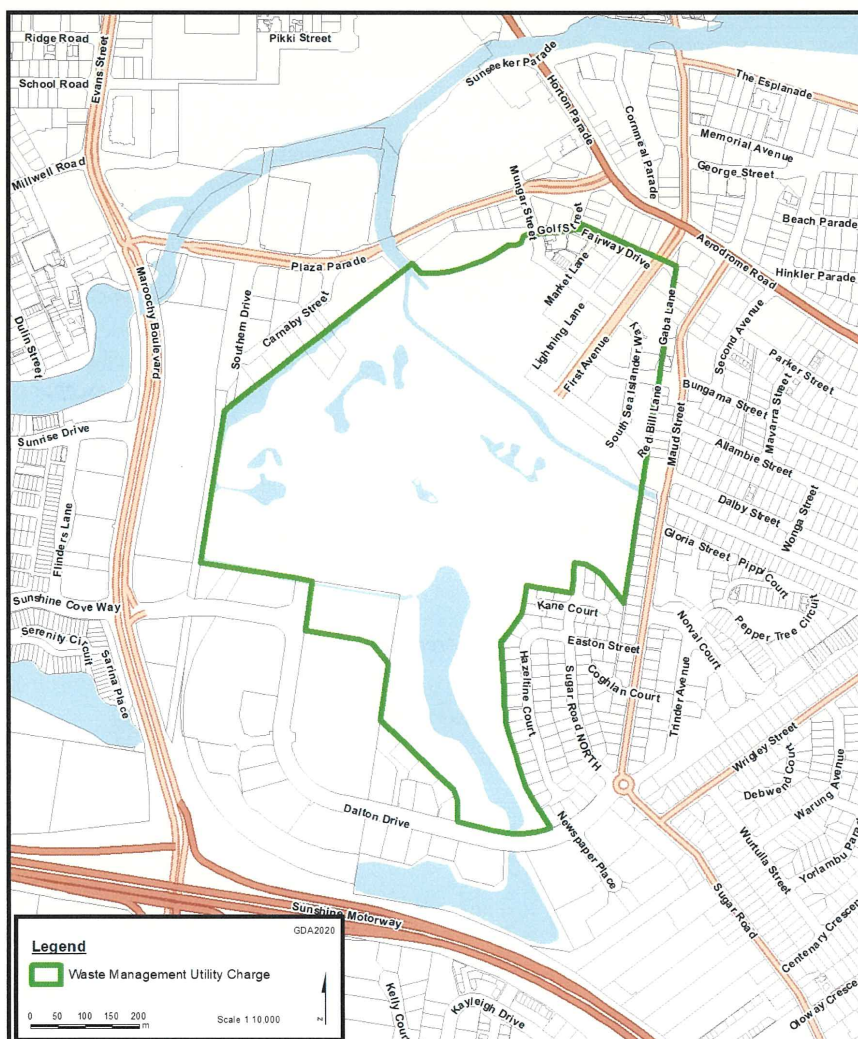 Ridge Road
Pikki Street
School Road
Evans Street
Sunseeker Parade
Horton Parade
The Esplanade
Cornmeal Parade
Memorial Avenue
George Street
Millwell Road
Mungar Street
Beach Parade
Golf Street
Aerodrome Road
Fairway Drive
Plaza Parade
Hinkler Parade
Market Lane
Gaba Lane
Maroochy Boulevard
Southern Drive
Carnaby Street
Lightning Lane
First Avenue
South Sea Islander Way
Second Avenue
Parker Street
Dulin Street
Bungama Street
Mavarra Street
Red Bill Lane
Maud Street
Sunrise Drive
Allambie Street
Dalby Street
Wonga Street
Flinders Lane
Gloria Street
Pippi Court
Sunshine Cove Way
Kane Court
Norval Court
Pepper Tree Circuit
Serenity Circuit
Easton Street
Sarina Place
Hazeltine Court
Sugar Road NORTH
Coghlan Court
Trinder Avenue
Wrigley Street
Debwend Court
Warung Avenue
Dalton Drive
Newspaper Place
Wurtulla Street
Yorlambu Para
Sunshine Motorway
Sugar Road
Centenary Crescen
Oloway Cresce
Kelly Court
Kayleigh Drive
GDA2020
Legend
Waste Management Utility Charge
0 50 100 150 200
m
Scale 1 10,000
N